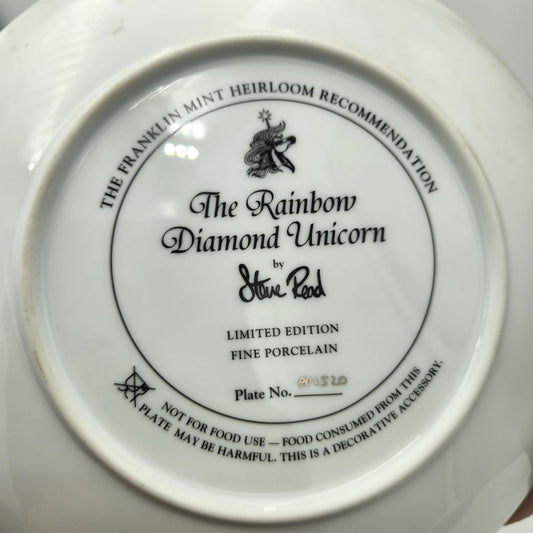 THE FRANKLIN MINT HEIRLOOM RECOMMENDATION
The Rainbow
Diamond Unicorn
by
Steve Read
LIMITED EDITION
FINE PORCELAIN
Plate No.
NOT FOR FOOD USE — FOOD CONSUMED FROM THIS
PLATE MAY BE HARMFUL. THIS IS A DECORATIVE ACCESSORY.